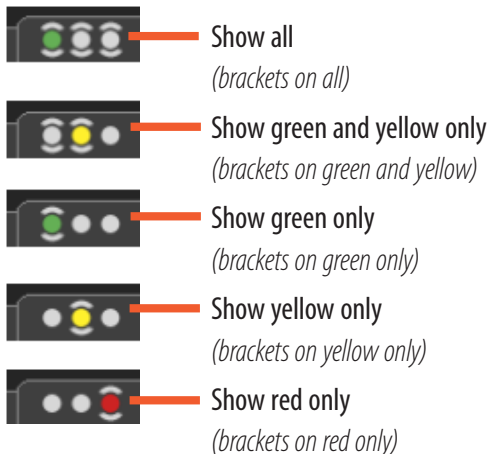 Show all
(brackets on all)
Show green and yellow only
(brackets on green and yellow)
Show green only
(brackets on green only)
Show yellow only
(brackets on yellow only)
Show red only
(brackets on red only)